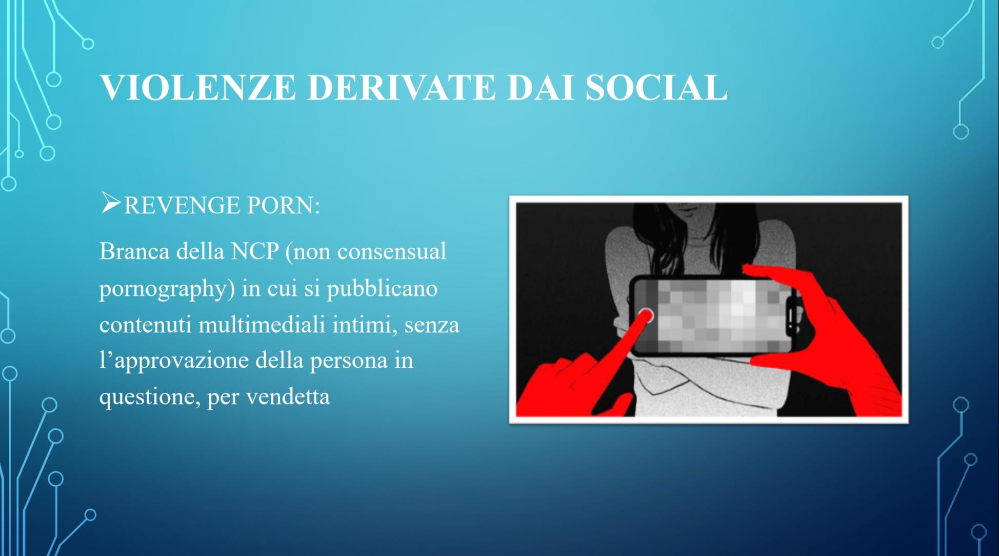 VIOLENZE DERIVATE DAI SOCIAL
REVENGE PORN:
Branca della NCP (non consensual
pornography) in cui si pubblicano
contenuti multimediali intimi, senza
l’approvazione della persona in
questione, per vendetta